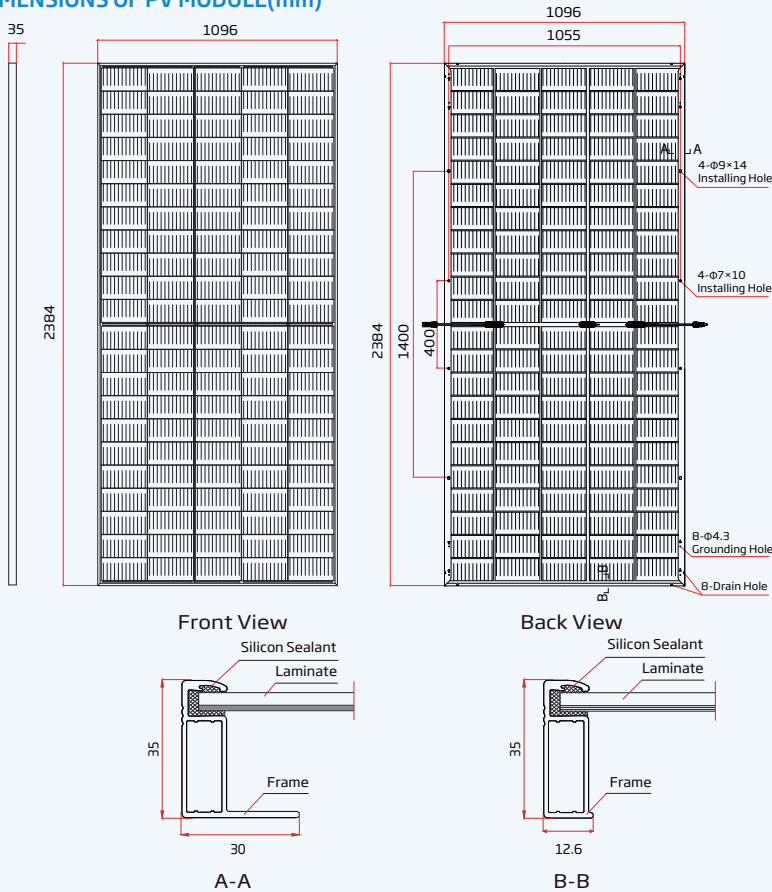 MENSIONS OF PV MODULE(mm)
35
1096
2384
Front View
1096
1055
2384
1400
400
A
A
4-Φ9×14
Installing Hole
4-Φ7×10
Installing Hole
8-Φ4.3
Grounding Hole
8-Drain Hole
B
B
Back View
Silicon Sealant
Laminate
35
Frame
30
A-A
Silicon Sealant
Laminate
35
Frame
12.6
B-B